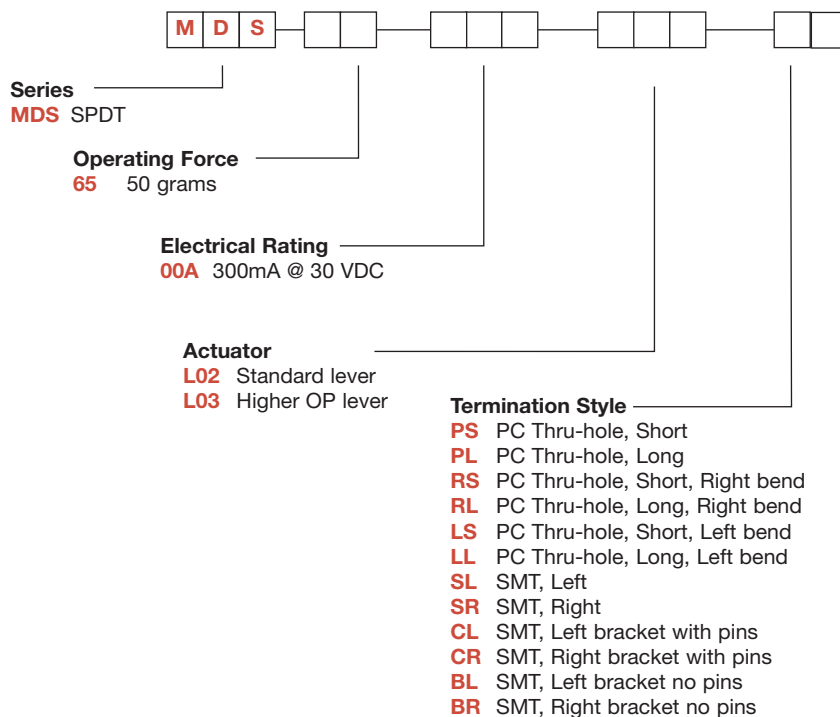 M D S
Series
MDS SPDT
Operating Force
65 50 grams
Electrical Rating
00A 300mA @ 30 VDC
Actuator
L02 Standard lever
L03 Higher OP lever
Termination Style
PS PC Thru-hole, Short
PL PC Thru-hole, Long
RS PC Thru-hole, Short, Right bend
RL PC Thru-hole, Long, Right bend
LS PC Thru-hole, Short, Left bend
LL PC Thru-hole, Long, Left bend
SL SMT, Left
SR SMT, Right
CL SMT, Left bracket with pins
CR SMT, Right bracket with pins
BL SMT, Left bracket no pins
BR SMT, Right bracket no pins